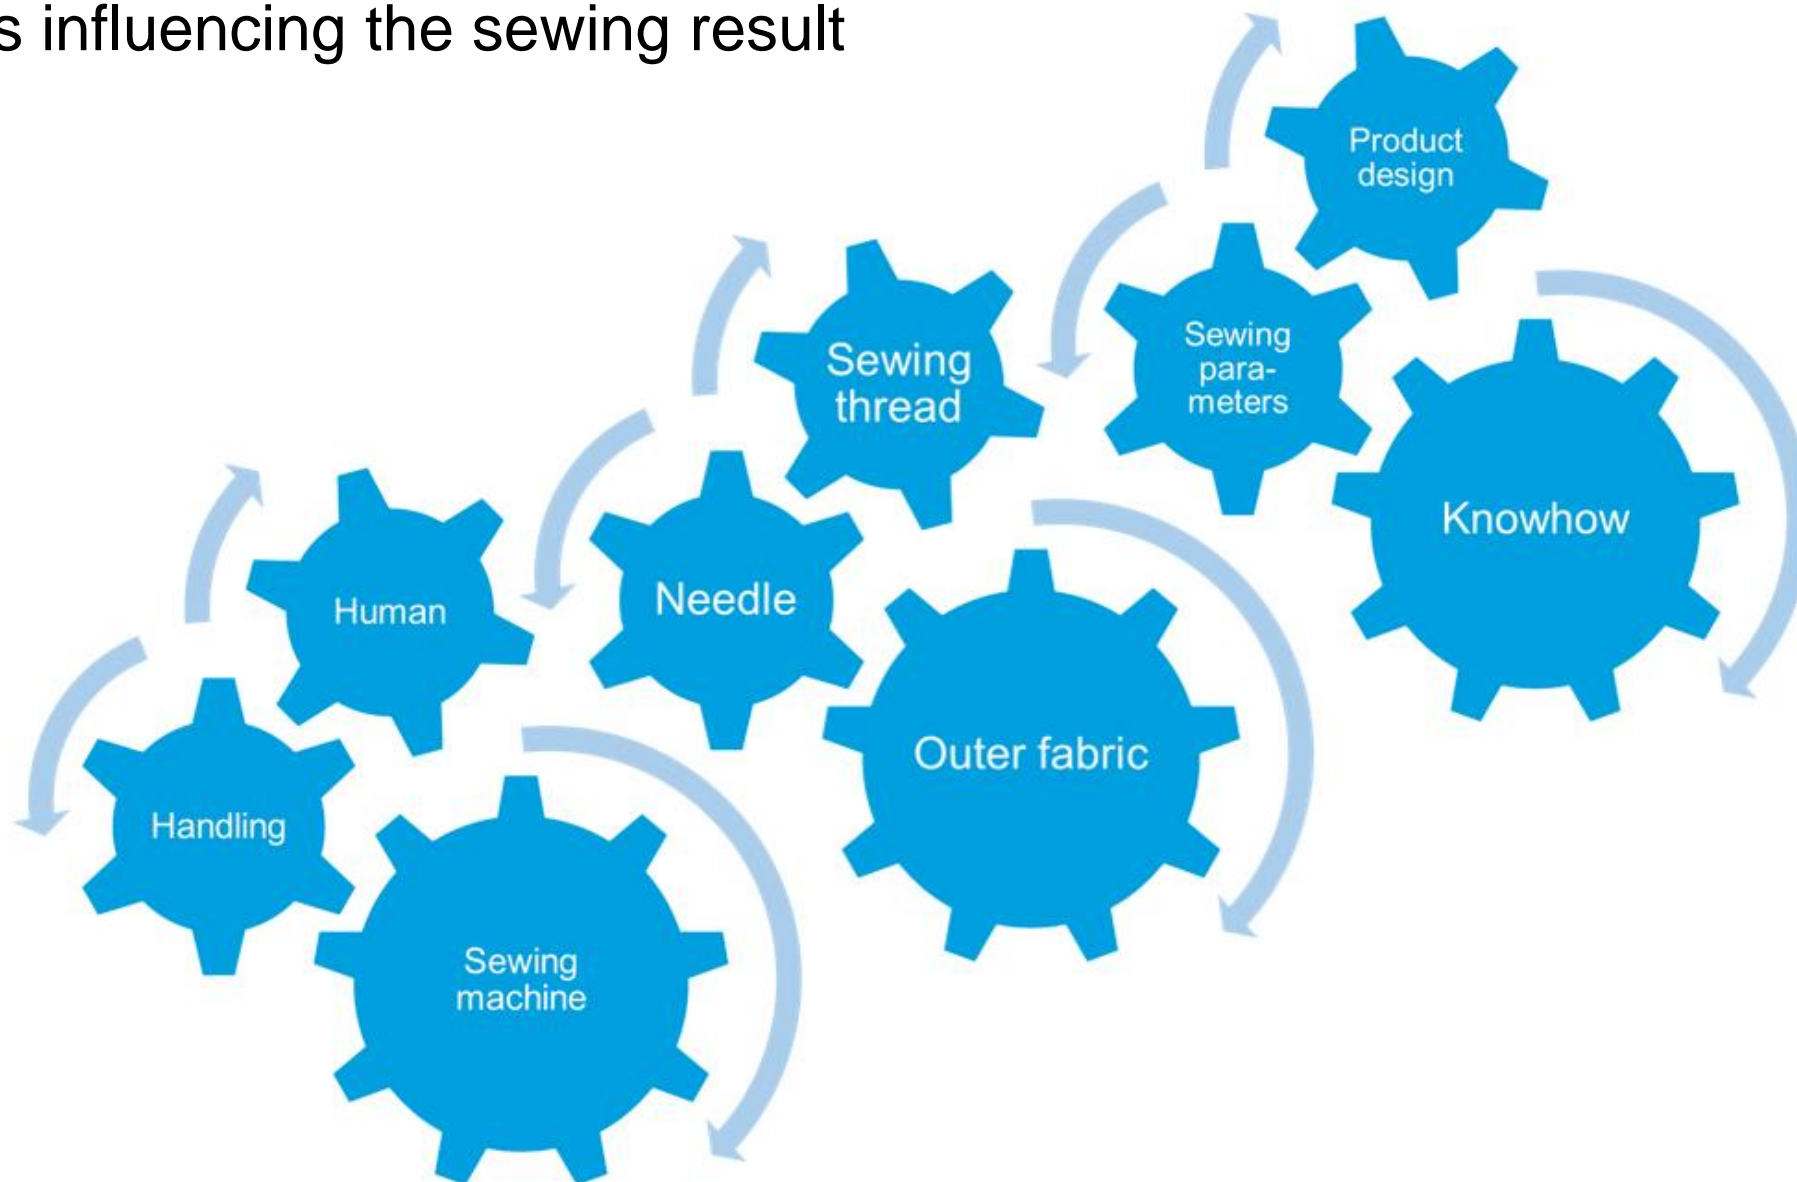 s influencing the sewing result
Product
design
Sewing
para-
meters
Sewing
thread
Knowhow
Needle
Human
Outer fabric
Handling
Sewing
machine